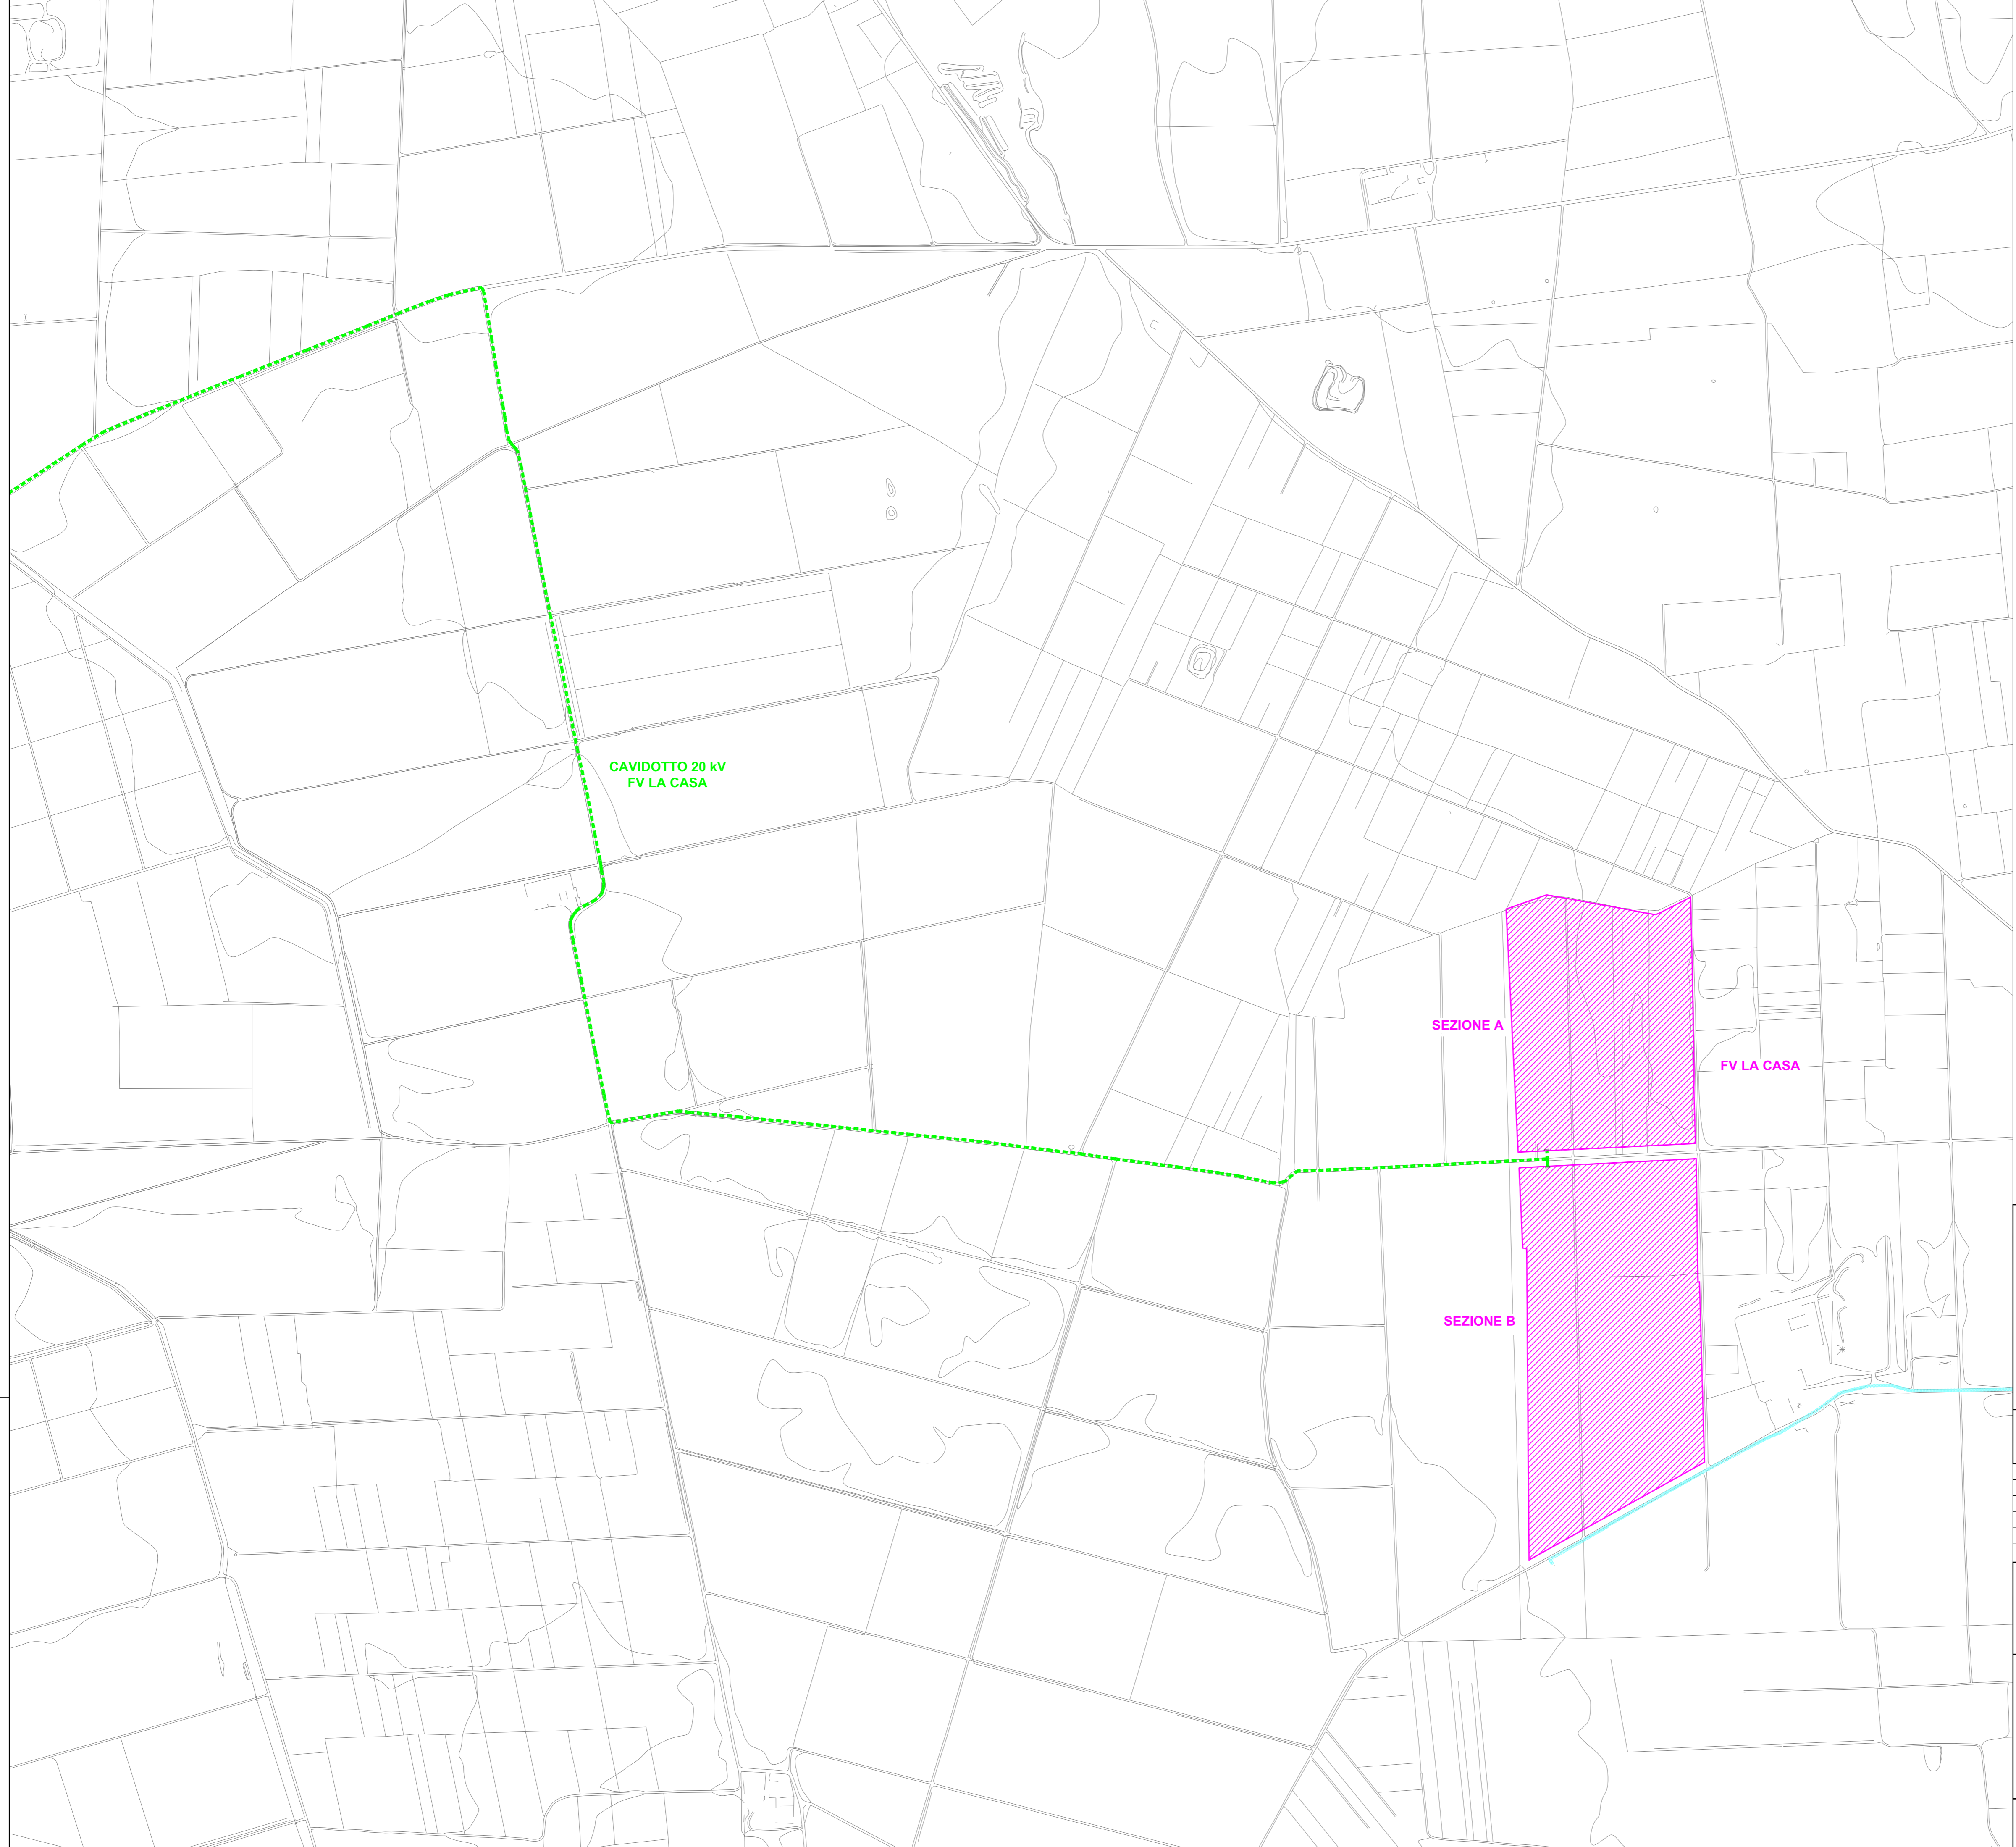 CAVIDOTTO 20 kV
FV LA CASA
SEZIONE A
FV LA CASA
SEZIONE B